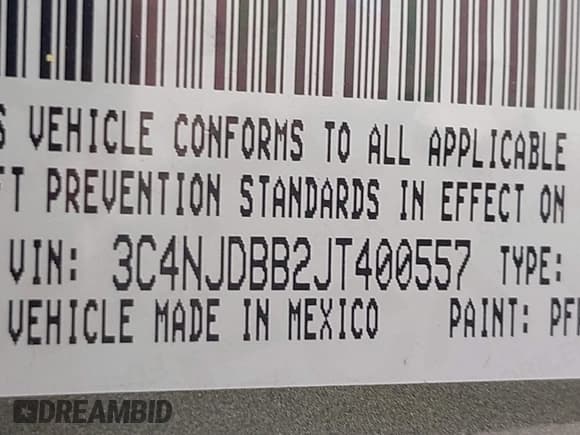 S VEHICLE CONFORMS TO ALL APPLICABLE
FT PREVENTION STANDARDS IN EFFECT ON
VIN: 3C4NJDBB2JT400557 TYPE:
VEHICLE MADE IN MEXICO PAINT: PF
DREAMBID